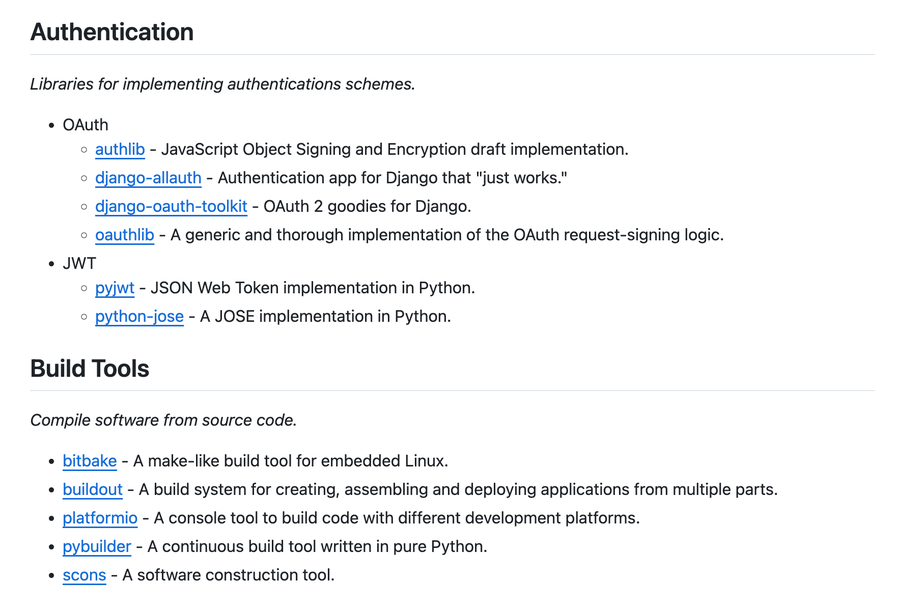 Authentication
Libraries for implementing authentications schemes.
• OAuth
◦ authlib - JavaScript Object Signing and Encryption draft implementation.
◦ django-allauth - Authentication app for Django that "just works."
◦ django-oauth-toolkit - OAuth 2 goodies for Django.
◦ oauthlib - A generic and thorough implementation of the OAuth request-signing logic.
• JWT
◦ pyjwt - JSON Web Token implementation in Python.
◦ python-jose - A JOSE implementation in Python.
Build Tools
Compile software from source code.
• bitbake - A make-like build tool for embedded Linux.
• buildout - A build system for creating, assembling and deploying applications from multiple parts.
• platformio - A console tool to build code with different development platforms.
• pybuilder - A continuous build tool written in pure Python.
• scons - A software construction tool.